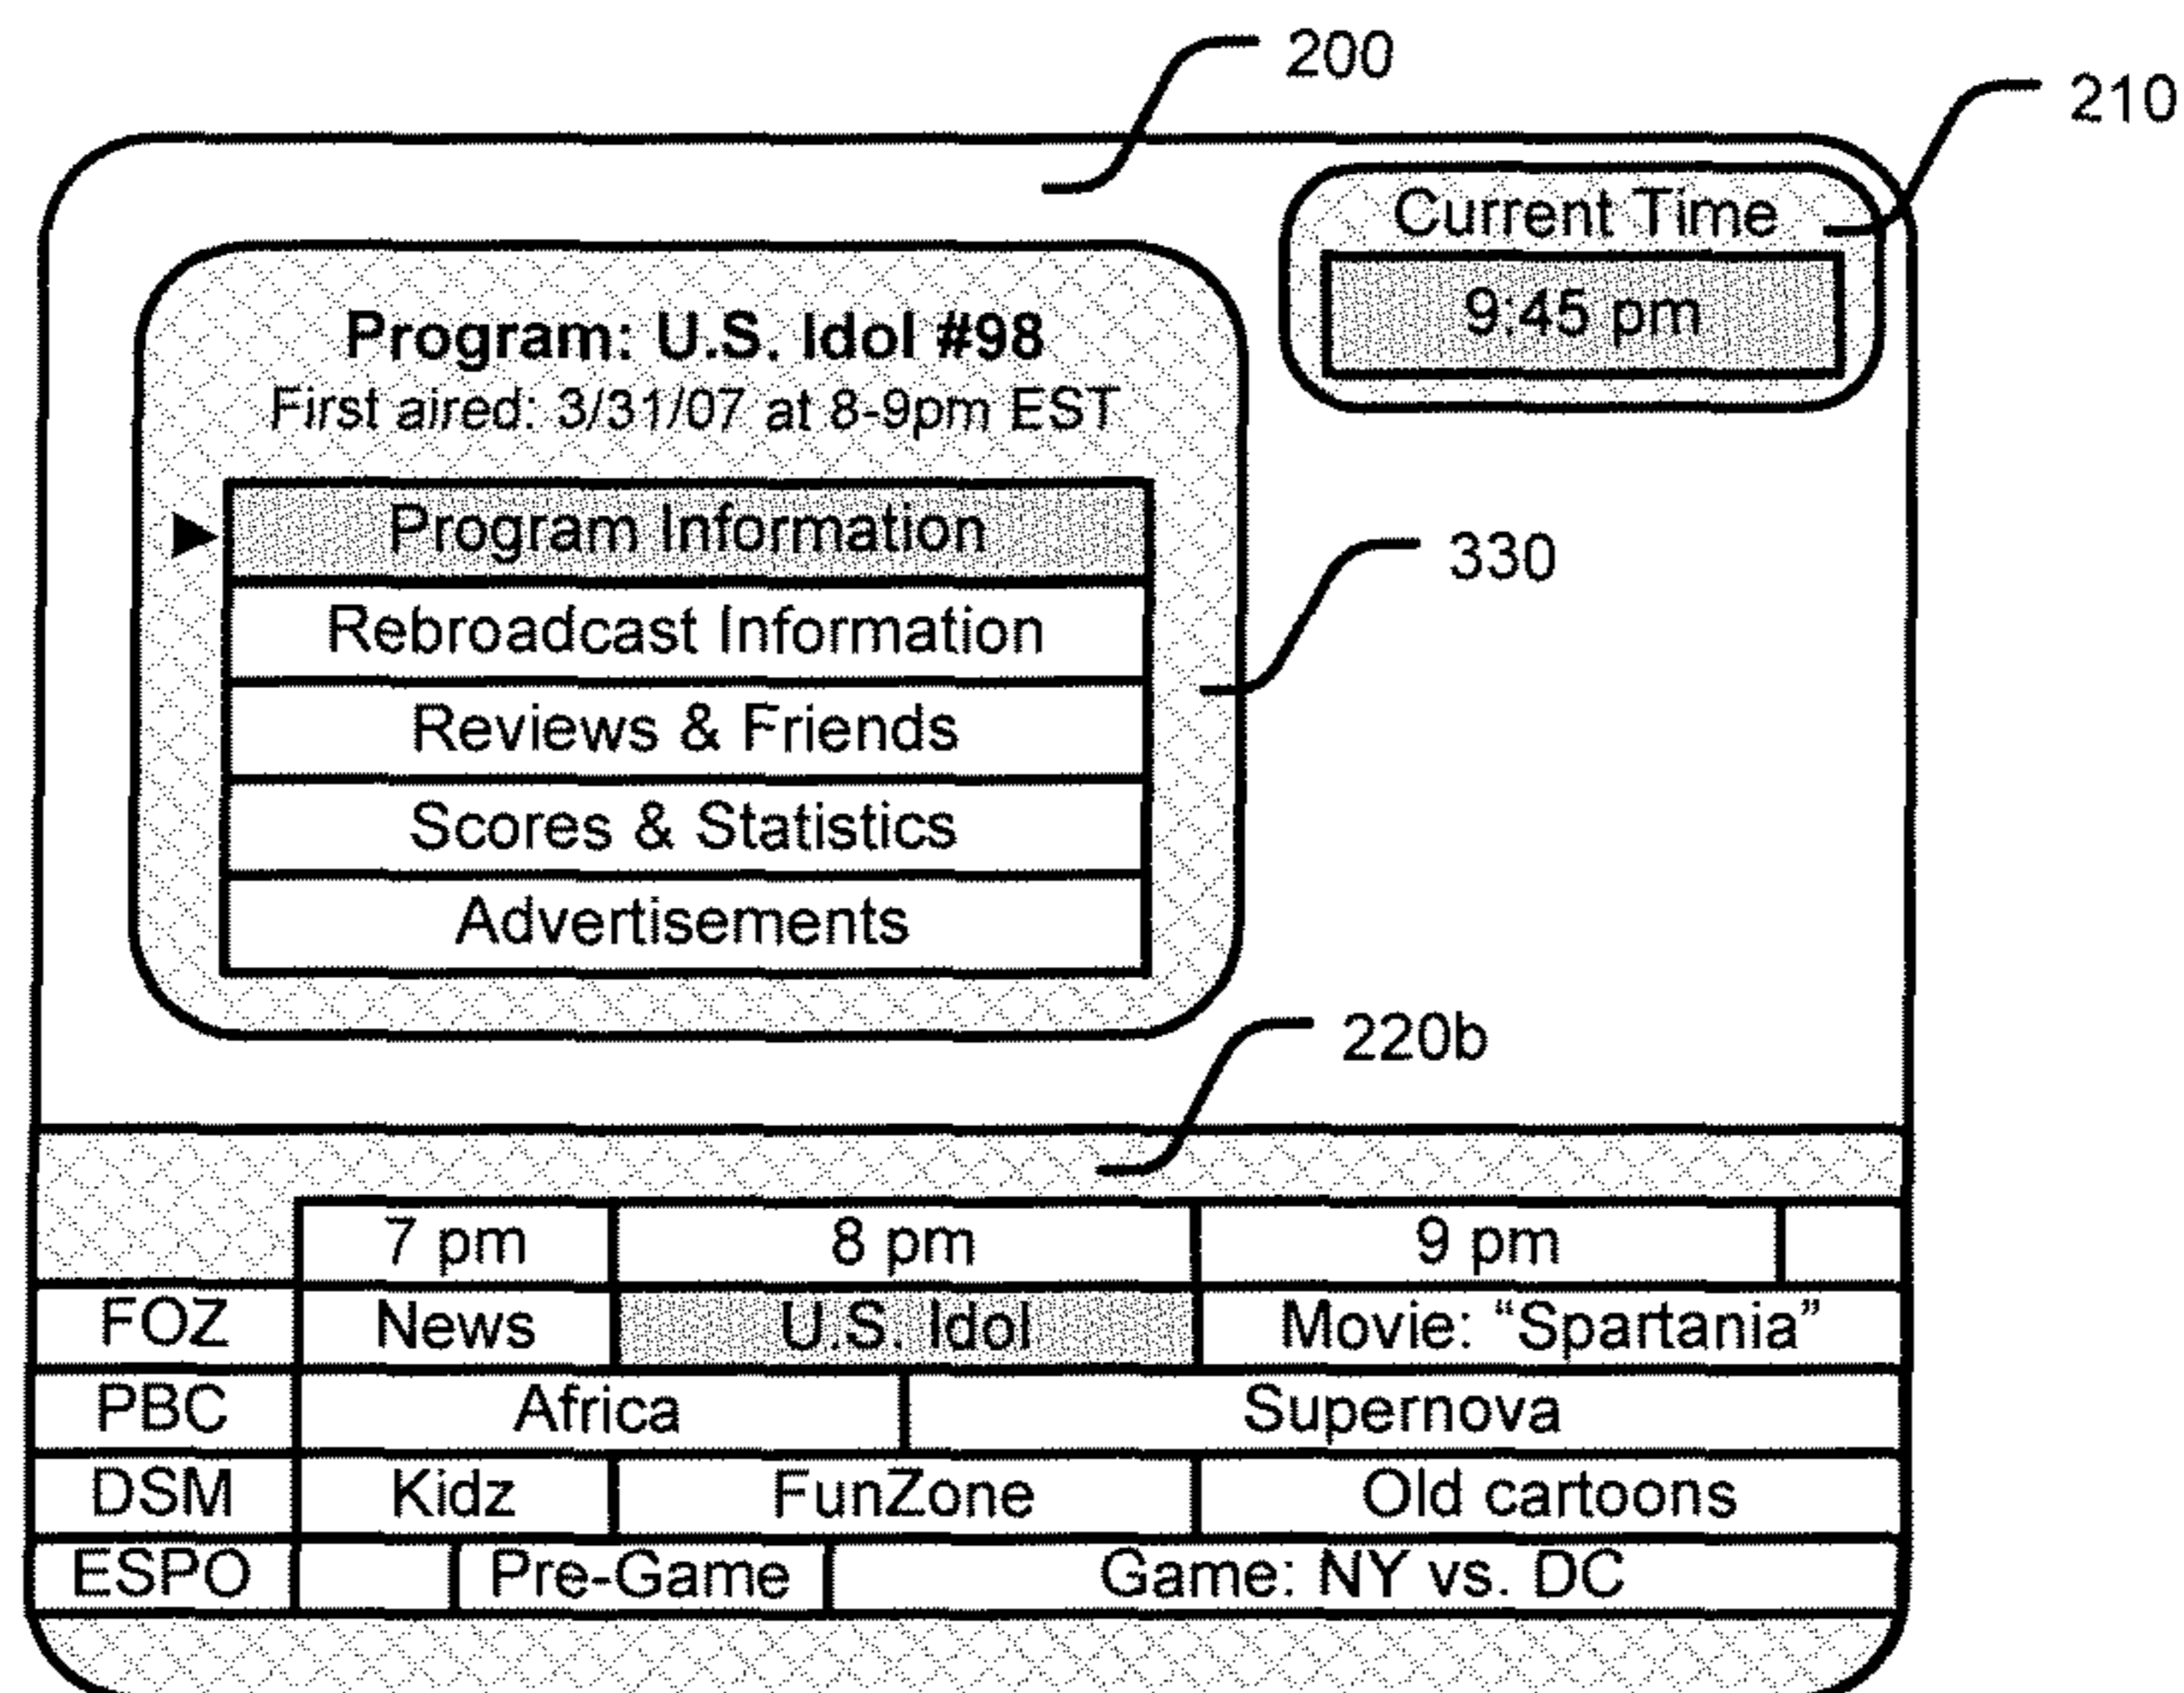 200
210
Current Time
9:45 pm
Program: U.S. Idol #98
First aired: 3/31/07 at 8-9pm EST
Program Information
330
Rebroadcast Information
Reviews & Friends
Scores & Statistics
Advertisements
220b
7 pm 8 pm 9 pm
FOZ News U.S. Idol Movie: “Spartania”
PBC Africa Supernova
DSM Kidz FunZone Old cartoons
ESPO Pre-Game Game: NY vs. DC